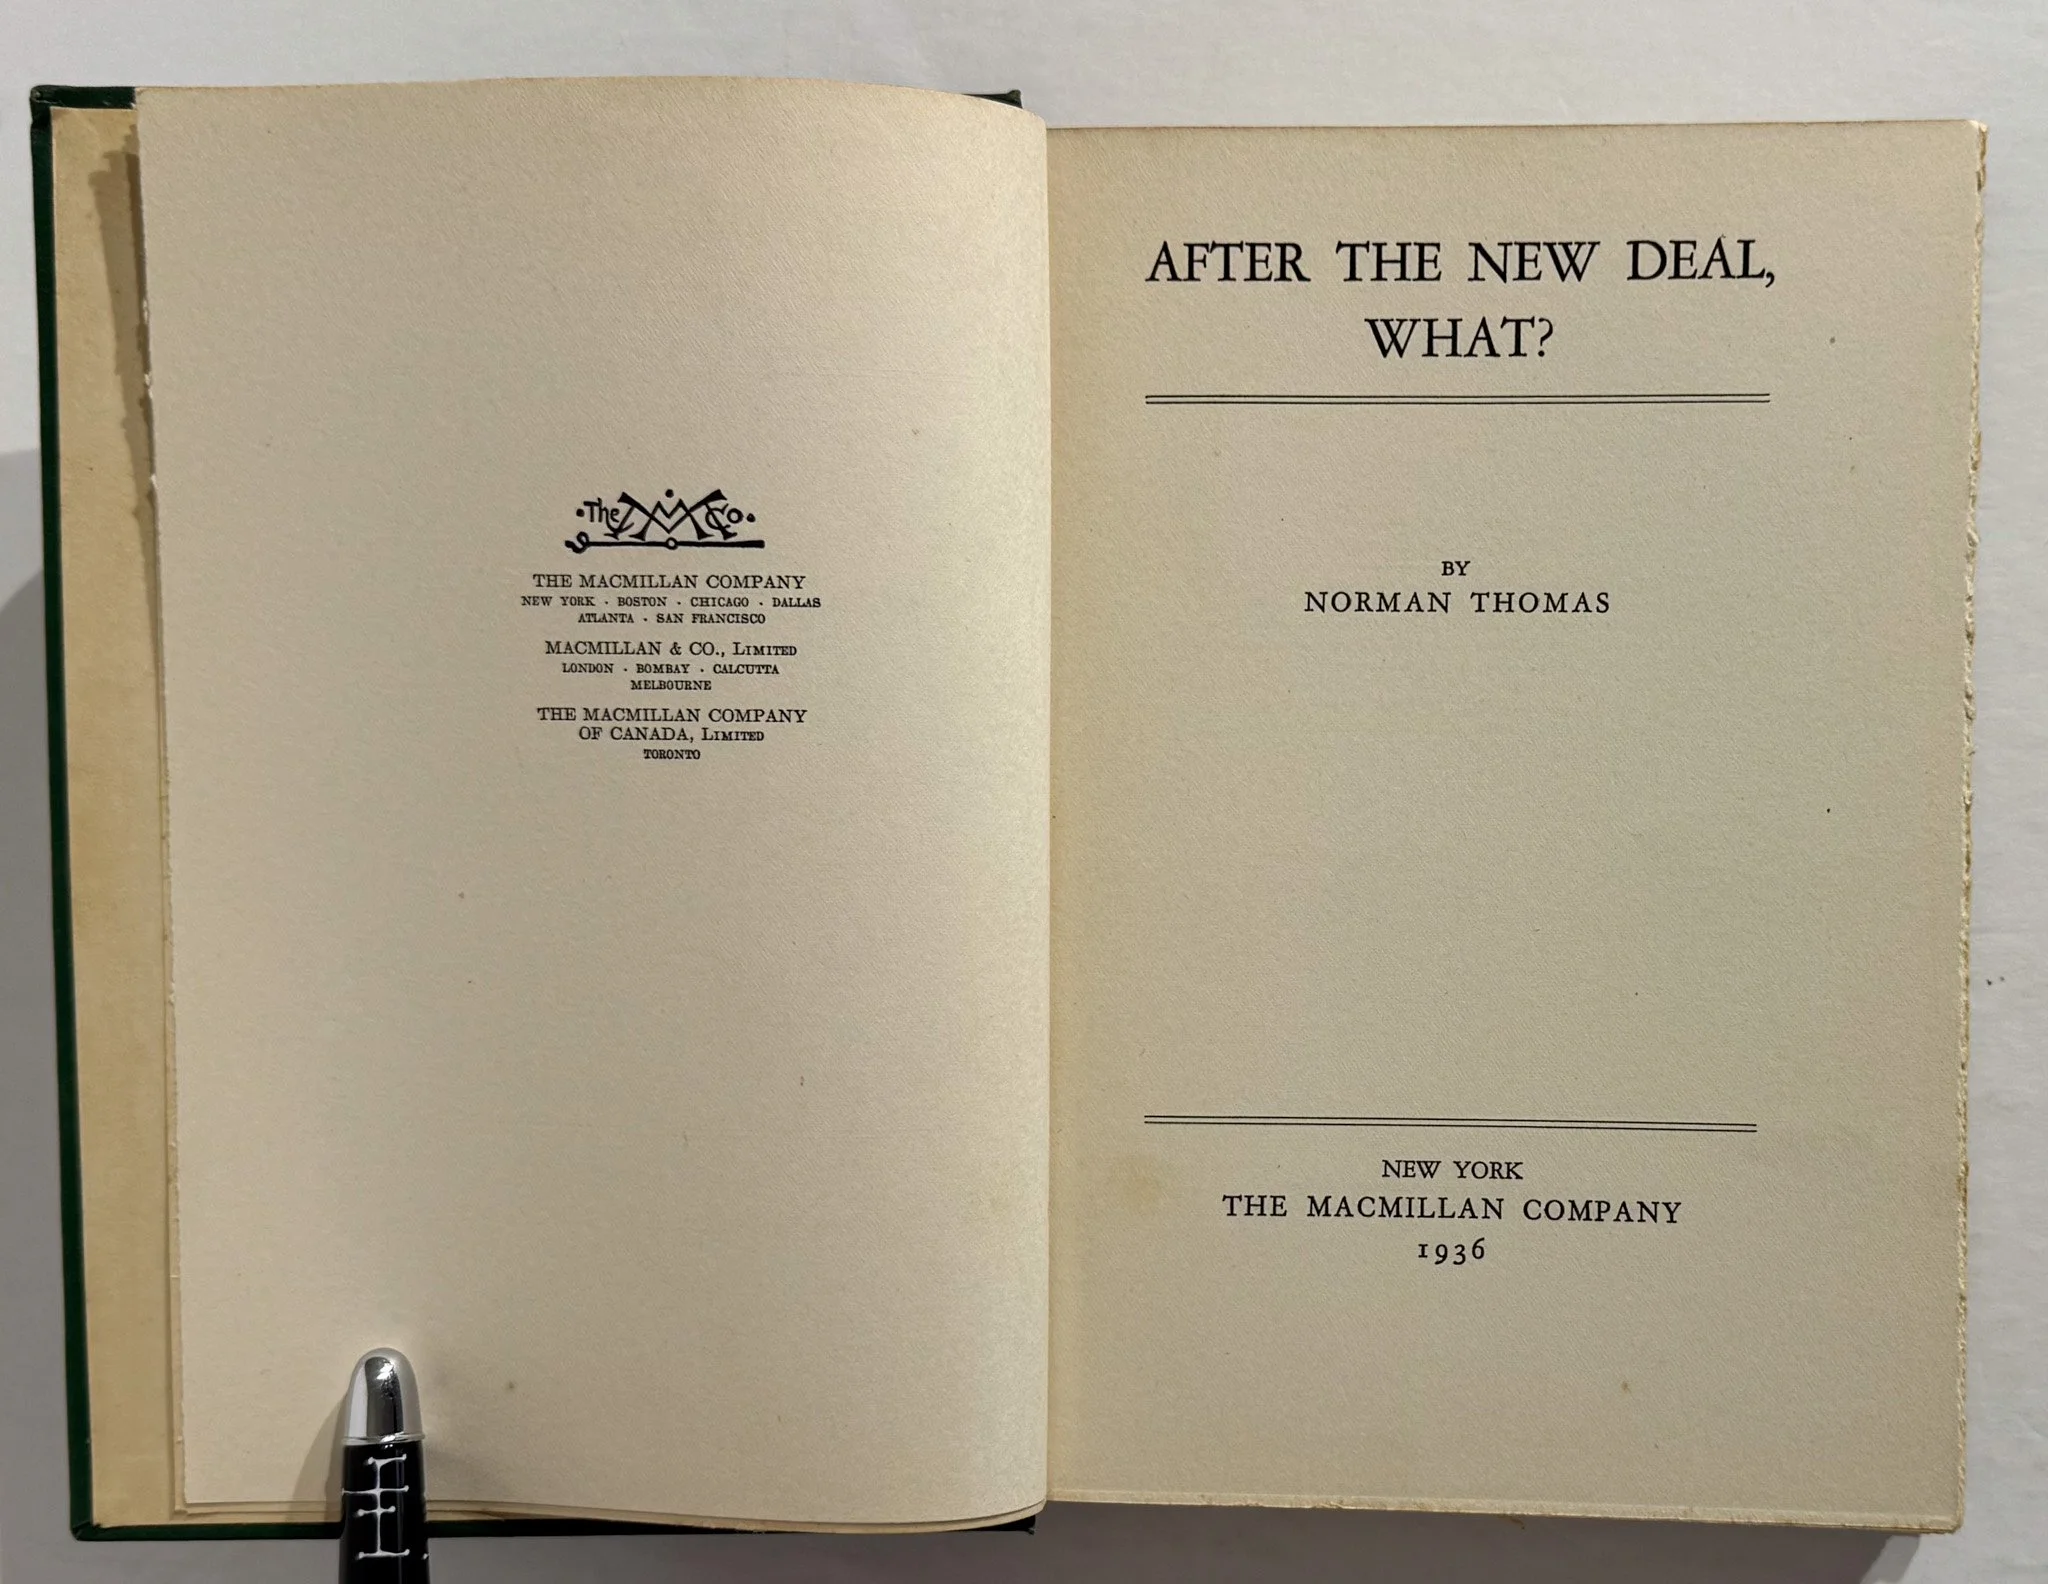 The MM Co.
THE MACMILLAN COMPANY
NEW YORK · BOSTON · CHICAGO · DALLAS
ATLANTA · SAN FRANCISCO
MACMILLAN & CO., LIMITED
LONDON · BOMBAY · CALCUTTA
MELBOURNE
THE MACMILLAN COMPANY
OF CANADA, LIMITED
TORONTO
AFTER THE NEW DEAL,
WHAT?
BY
NORMAN THOMAS
NEW YORK
THE MACMILLAN COMPANY
1936